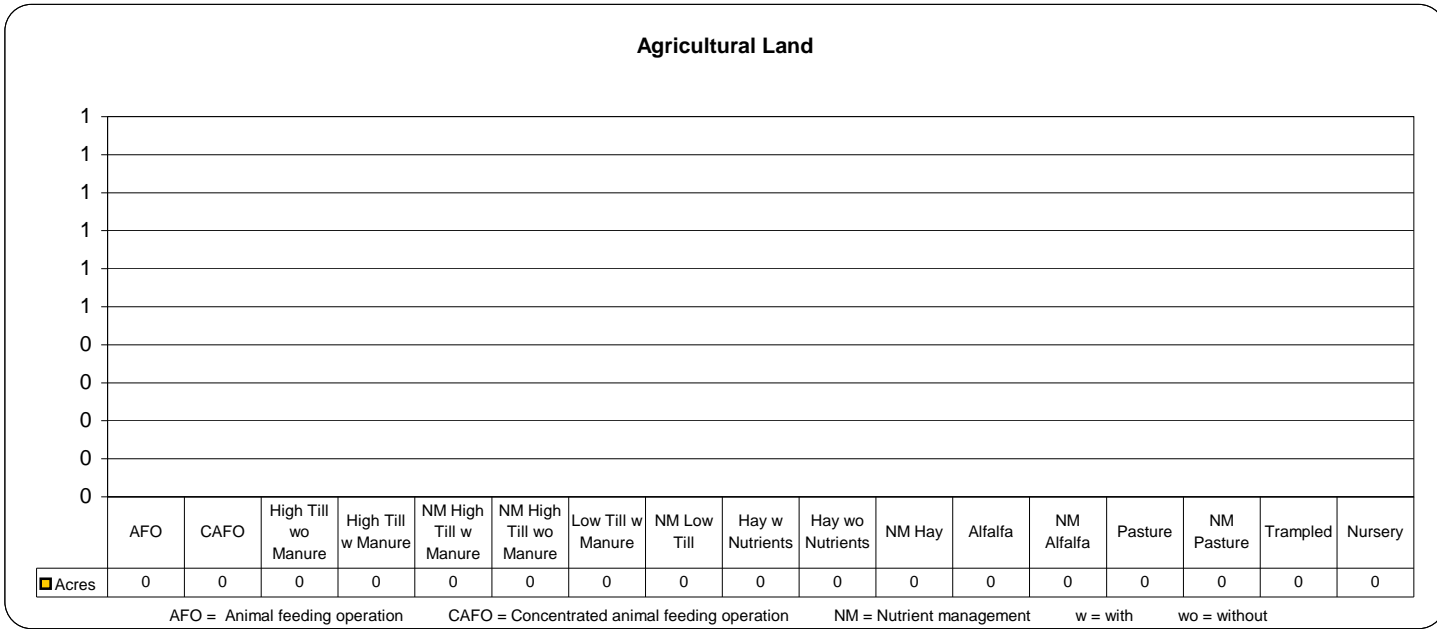 Agricultural Land
1
1
1
1
1
1
0
0
0
0
0
AFO
CAFO
High Till
wo
Manure
High Till
w Manure
NM High
Till w
Manure
NM High
Till wo
Manure
Low Till w
Manure
NM Low
Till
Hay w
Nutrients
Hay wo
Nutrients
NM Hay
Alfalfa
NM
Alfalfa
Pasture
NM
Pasture
Trampled
Nursery
Acres 0 0 0 0 0 0 0 0 0 0 0 0 0 0 0 0 0
AFO = Animal feeding operation CAFO = Concentrated animal feeding operation NM = Nutrient management w = with wo = without